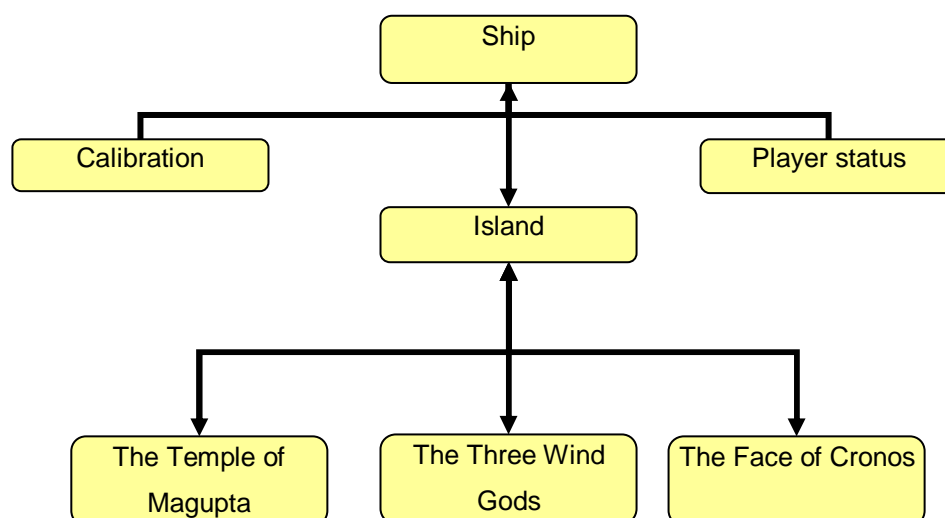 Ship
Calibration
Player status
Island
The Temple of
Magupta
The Three Wind
Gods
The Face of Cronos